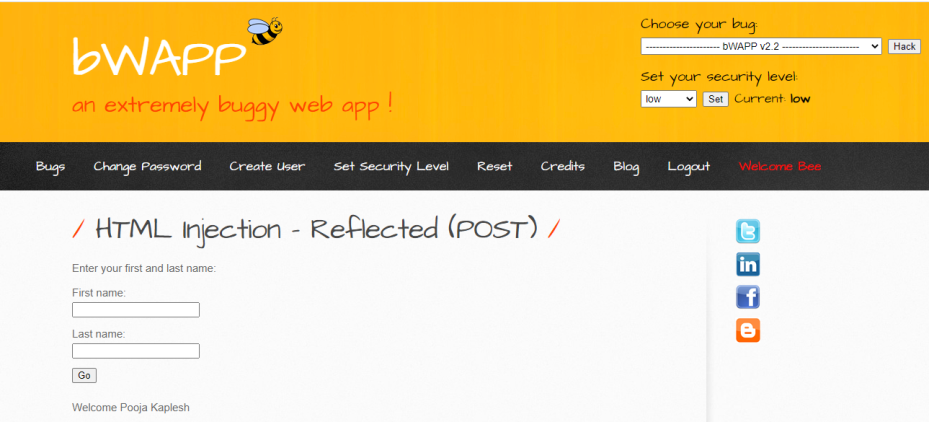 bWAPP
an extremely buggy web app !
Choose your bug:
---------------------- bWAPP v2.2 ----------------------- Hack
Set your security level:
low Set Current: low
Bugs Change Password Create User Set Security Level Reset Credits Blog Logout Welcome Bee
/ HTML Injection - Reflected (POST) /
Enter your first and last name:
First name:
Last name:
Go
Welcome Pooja Kaplesh